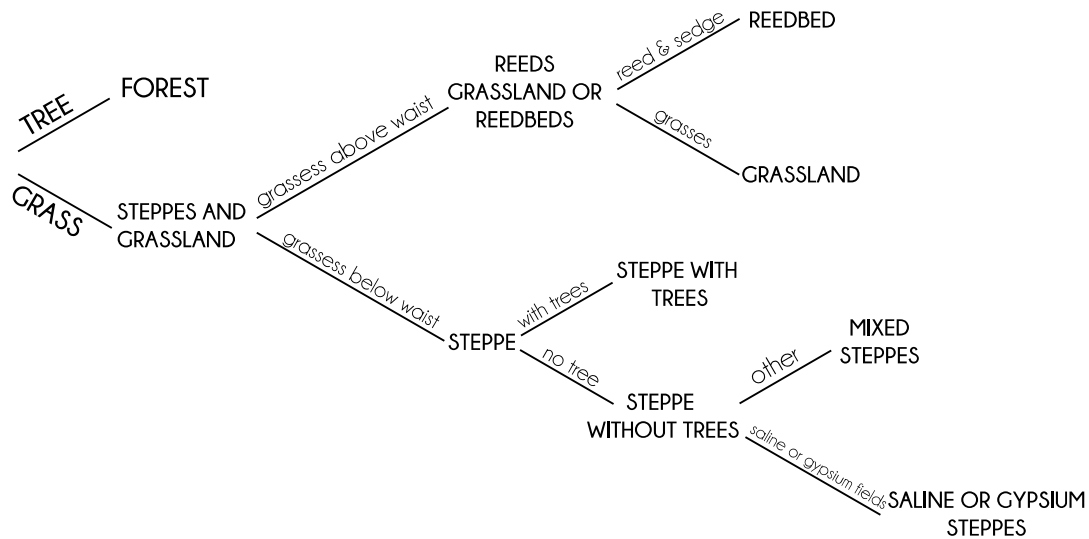 TREE
FOREST
GRASS
STEPPES AND
GRASSLAND
grassess above waist
REEDS
GRASSLAND OR
REEDBEDS
reed & sedge
REEDBED
grasses
GRASSLAND
grassess below waist
STEPPE
with trees
STEPPE WITH
TREES
no tree
STEPPE
WITHOUT TREES
other
MIXED
STEPPES
saline or gypsium fields
SALINE OR GYPSIUM
STEPPES